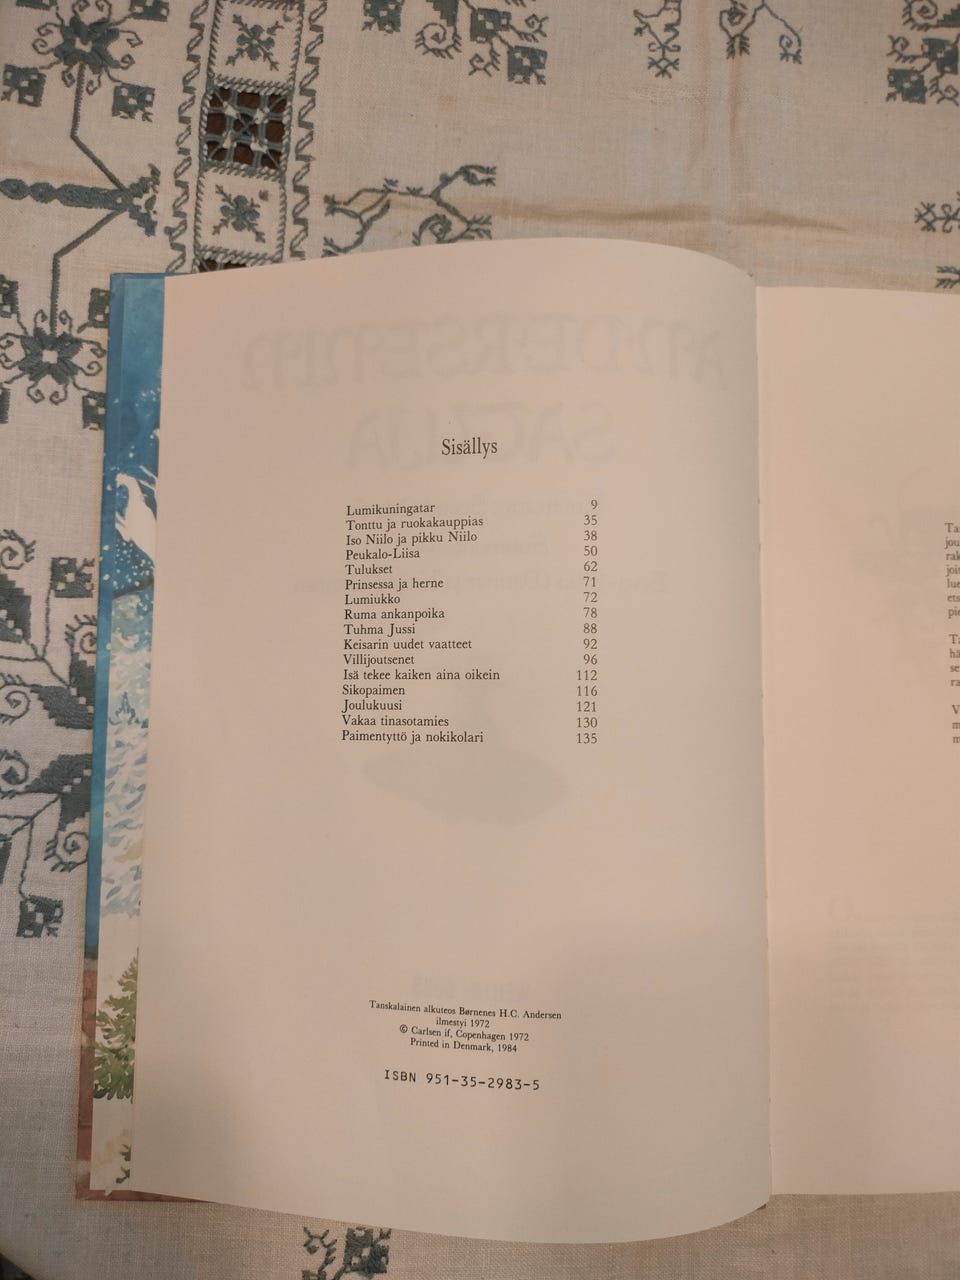 Sisällys
Lumikuningatar 9
Tonttu ja ruokakauppias 35
Iso Niilo ja pikku Niilo 38
Peukalo-Liisa 50
Tulukset 62
Prinsessa ja herne 71
Lumiukko 72
Ruma ankanpoika 78
Tuhma Jussi 88
Keisarin uudet vaatteet 92
Villijoutsenet 96
Isä tekee kaiken aina oikein 112
Sikopaimen 116
Joulukuusi 121
Vakaa tinasotamies 130
Paimentyttö ja nokikolari 135
Tanskalainen alkuteos Børnenes H.C. Andersen
ilmestyi 1972
© Carlsen if, Copenhagen 1972
Printed in Denmark, 1984
ISBN 951-35-2983-5